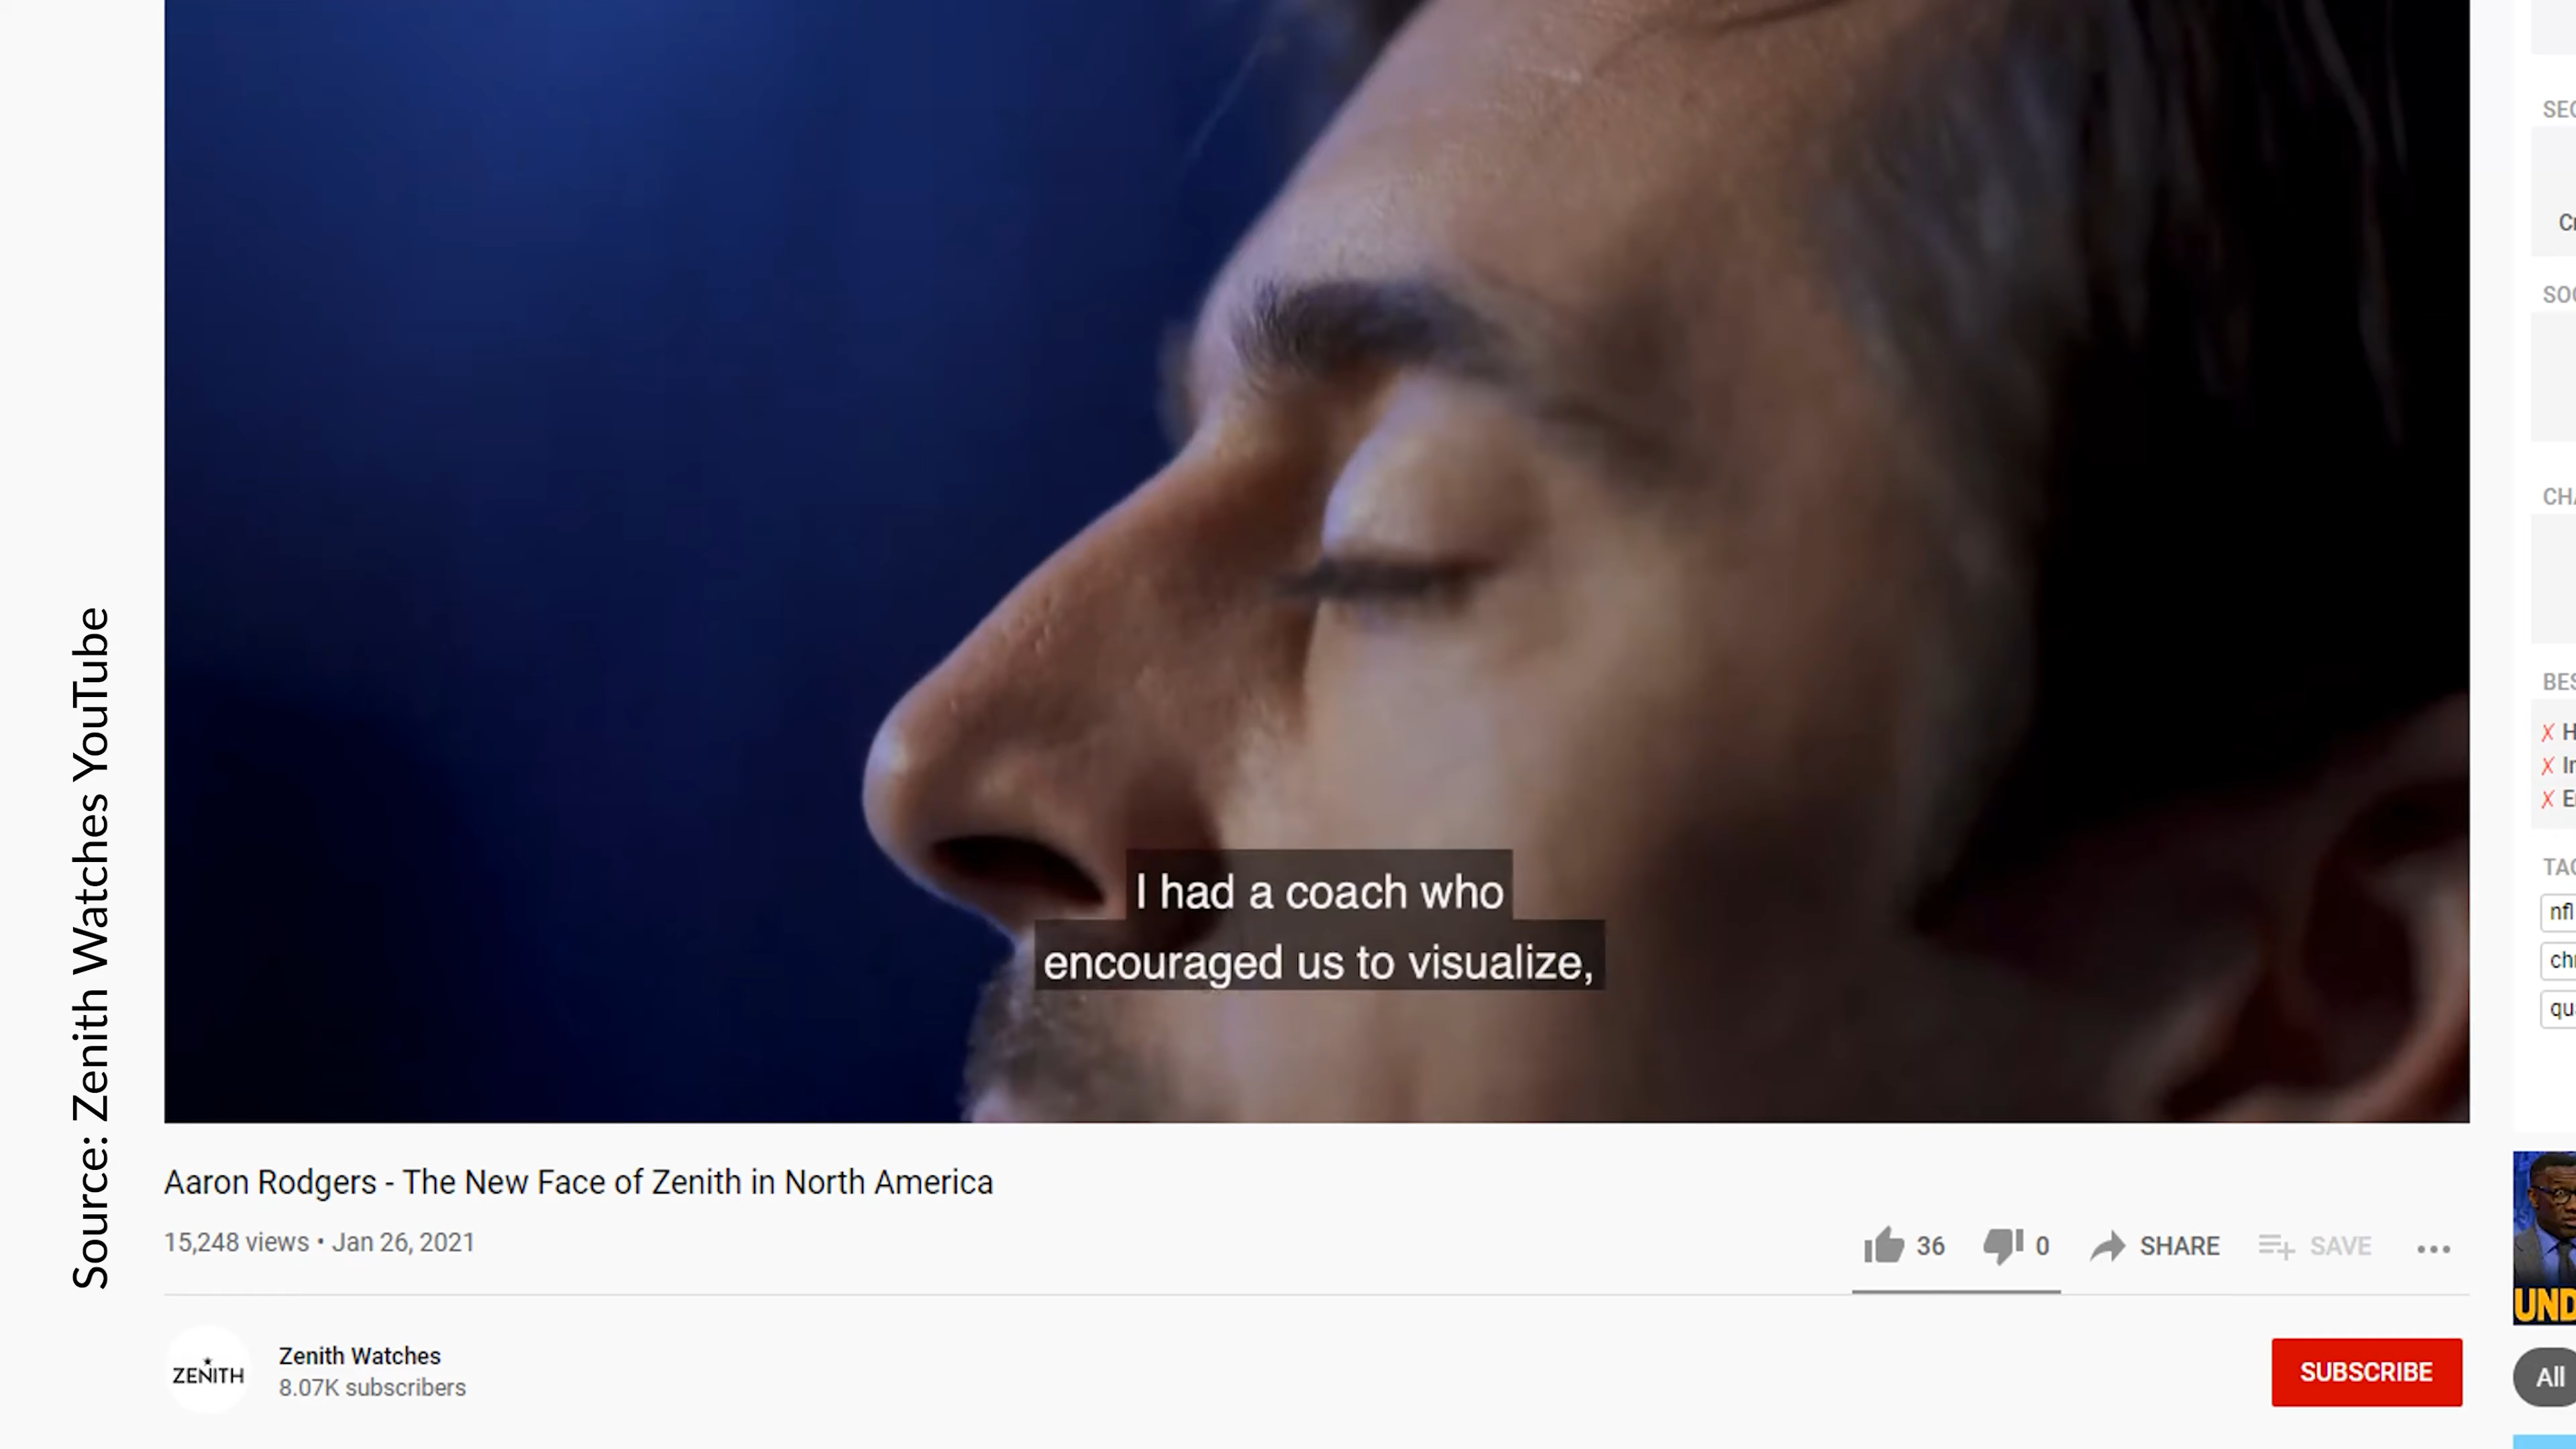 Source: Zenith Watches YouTube
I had a coach who
encouraged us to visualize,
Aaron Rodgers - The New Face of Zenith in North America
15,248 views • Jan 26, 2021
36
0
SHARE
SAVE
ZENITH
Zenith Watches
8.07K subscribers
SUBSCRIBE
nfl
All